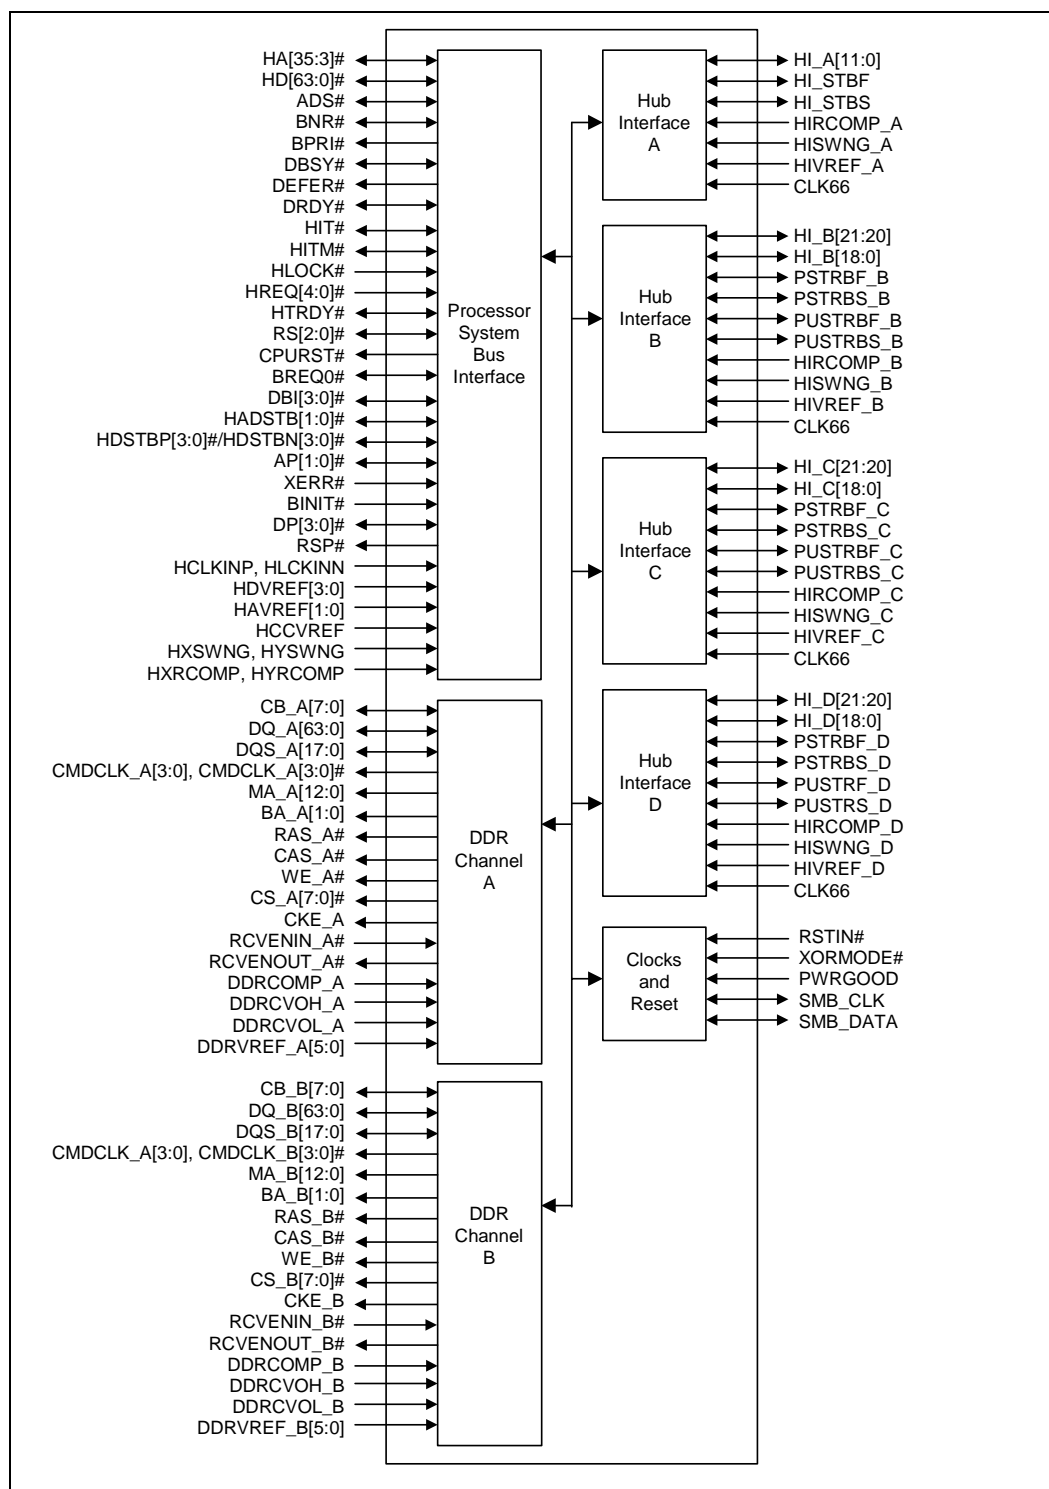 HA[35:3]#
HD[63:0]#
ADS#
BNR#
BPRI#
DBSY#
DEFER#
DRDY#
HIT#
HITM#
HLOCK#
HREQ[4:0]#
HTRDY#
RS[2:0]#
CPURST#
BREQ0#
DBI[3:0]#
HADSTB[1:0]#
HDSTBP[3:0]#/HDSTBN[3:0]#
AP[1:0]#
XERR#
BINIT#
DP[3:0]#
RSP#
HCLKINP, HLCKINN
HDVREF[3:0]
HAVREF[1:0]
HCCVREF
HXSWNG, HYSWNG
HXRCOMP, HYRCOMP
Processor
System
Bus
Interface
CB_A[7:0]
DQ_A[63:0]
DQS_A[17:0]
CMDCLK_A[3:0], CMDCLK_A[3:0]#
MA_A[12:0]
BA_A[1:0]
RAS_A#
CAS_A#
WE_A#
CS_A[7:0]#
CKE_A
RCVENIN_A#
RCVENOUT_A#
DDRCOMP_A
DDRCVOH_A
DDRCVOL_A
DDRVREF_A[5:0]
DDR
Channel
A
CB_B[7:0]
DQ_B[63:0]
DQS_B[17:0]
CMDCLK_A[3:0], CMDCLK_B[3:0]#
MA_B[12:0]
BA_B[1:0]
RAS_B#
CAS_B#
WE_B#
CS_B[7:0]#
CKE_B
RCVENIN_B#
RCVENOUT_B#
DDRCOMP_B
DDRCVOH_B
DDRCVOL_B
DDRVREF_B[5:0]
DDR
Channel
B
Hub
Interface
A
HI_A[11:0]
HI_STBF
HI_STBS
HIRCOMP_A
HISWNG_A
HIVREF_A
CLK66
Hub
Interface
B
HI_B[21:20]
HI_B[18:0]
PSTRBF_B
PSTRBS_B
PUSTRBF_B
PUSTRBS_B
HIRCOMP_B
HISWNG_B
HIVREF_B
CLK66
Hub
Interface
C
HI_C[21:20]
HI_C[18:0]
PSTRBF_C
PSTRBS_C
PUSTRBF_C
PUSTRBS_C
HIRCOMP_C
HISWNG_C
HIVREF_C
CLK66
Hub
Interface
D
HI_D[21:20]
HI_D[18:0]
PSTRBF_D
PSTRBS_D
PUSTRF_D
PUSTRS_D
HIRCOMP_D
HISWNG_D
HIVREF_D
CLK66
Clocks
and
Reset
RSTIN#
XORMODE#
PWRGOOD
SMB_CLK
SMB_DATA